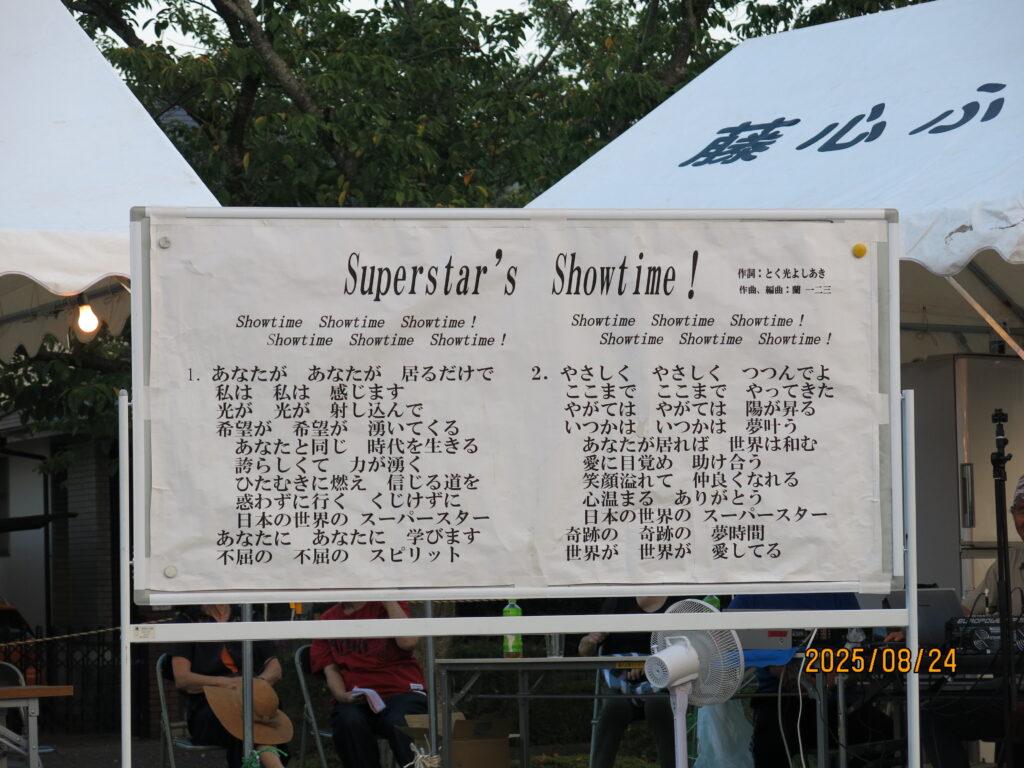 藤心ふ
Superstar's Showtime!
作詞:とく光よしあき
作曲、編曲:蘭 一二三
Showtime Showtime Showtime!
Showtime Showtime Showtime!
1. あなたが あなたが 居るだけで
私は 私は 感じます
光が 光が 射し込んで
希望が 希望が 湧いてくる
あなたと同じ 時代を生きる
誇らしくて 力が湧く
ひたむきに燃え 信じる道を
惑わずに行く くじけずに
日本の世界の スーパースター
あなたに あなたに 学びます
不屈の 不屈の スピリット
Showtime Showtime Showtime!
Showtime Showtime Showtime!
2. やさしく やさしく つつんでよ
ここまで ここまで やってきた
やがては やがては 陽が昇る
いつかは いつかは 夢叶う
あなたが居れば 世界は和む
愛に目覚め 助け合う
笑顔溢れて 仲良くなれる
心温まる ありがとう
日本の世界の スーパースター
奇跡の 奇跡の 夢時間
世界が 世界が 愛してる
2025/08/24